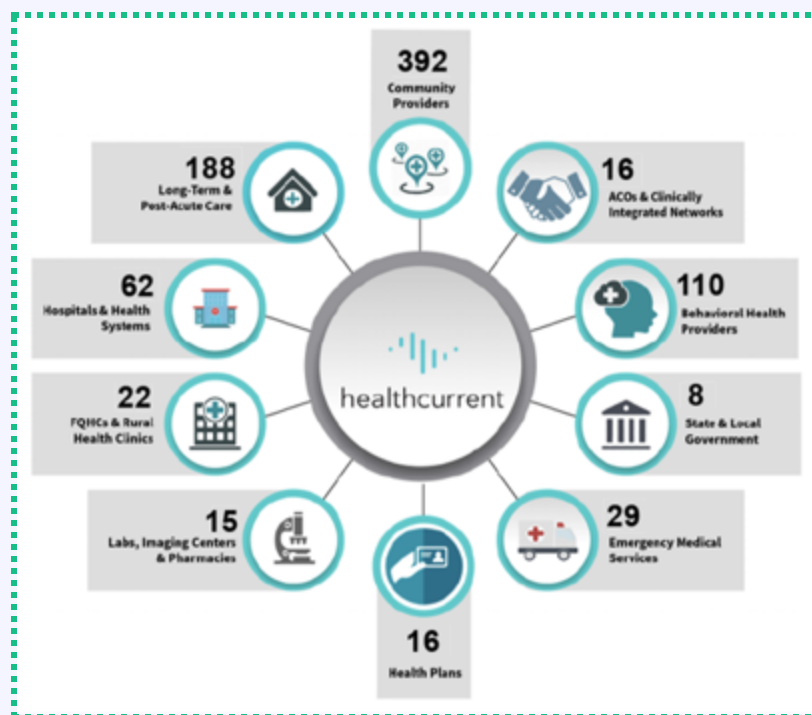 392
Community
Providers
188
Long-Term &
Post-Acute Care
16
ACOs & Clinically
Integrated Networks
62
Hospitals & Health
Systems
110
Behavioral Health
Providers
healthcurrent
22
FQHCs & Rural
Health Clinics
8
State & Local
Government
15
Labs, Imaging Centers
& Pharmacies
29
Emergency Medical
Services
16
Health Plans